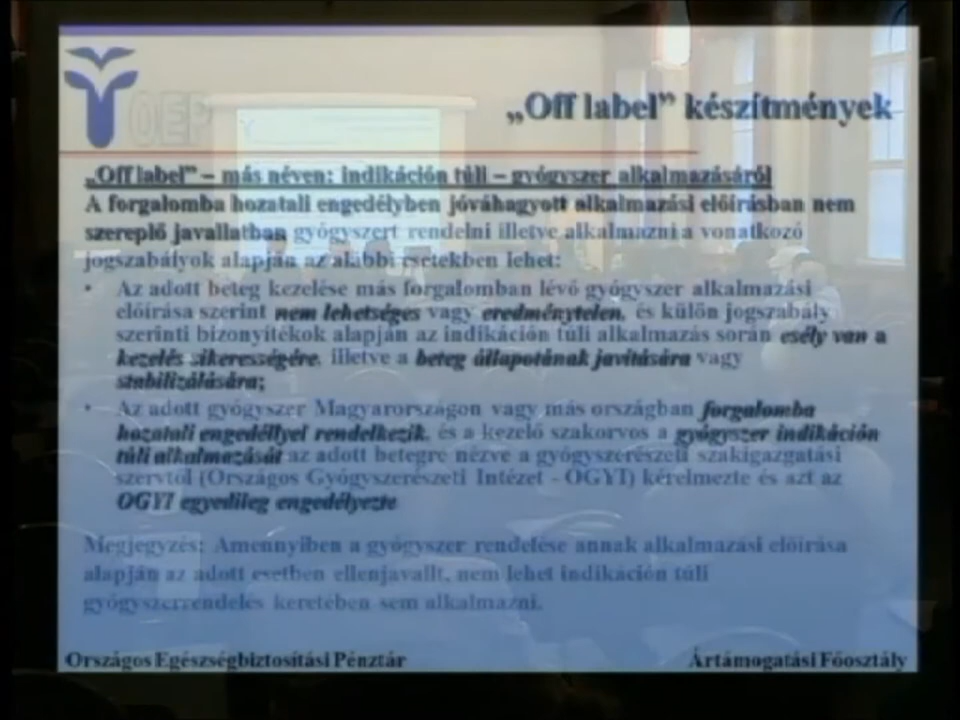 OEP
„Off label” készítmények
„Off label” – más néven: indikáción túli – gyógyszer alkalmazásáról
A forgalomba hozatali engedélyben jóváhagyott alkalmazási előírásban nem
szereplő javallatban gyógyszert rendelni illetve alkalmazni a vonatkozó
jogszabályok alapján az alábbi esetekben lehet:
• Az adott beteg kezelése más forgalomban lévő gyógyszer alkalmazási
előírása szerint nem lehetséges vagy eredménytelen, és külön jogszabály
szerinti bizonyítékok alapján az indikáción túli alkalmazás során esély van a
kezelés sikerességére, illetve a beteg állapotának javítására vagy
stabilizálására;
• Az adott gyógyszer Magyarországon vagy más országban forgalomba
hozatali engedéllyel rendelkezik, és a kezelő szakorvos a gyógyszer indikáción
túli alkalmazását az adott betegre nézve a gyógyszerészeti szakigazgatási
szervtől (Országos Gyógyszerészeti Intézet - OGYI) kérelmezte és azt az
OGYI egyedileg engedélyezte
Megjegyzés: Amennyiben a gyógyszer rendelése annak alkalmazási előírása
alapján az adott esetben ellenjavallt, nem lehet indikáción túli
gyógyszerrendelés keretében sem alkalmazni.
Országos Egészségbiztosítási Pénztár
Ártámogatási Főosztály